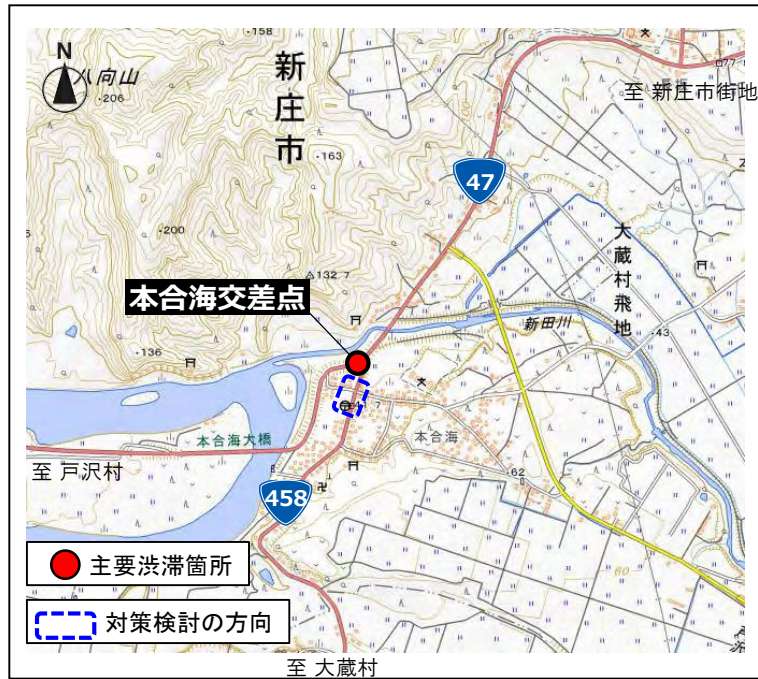 N
八向山
・206
・158
新庄市
・163
至 新庄市街地
47
・200
大蔵村飛地
△132.7
本合海交差点
・136
新田川
・43
本合海大橋
本合海
至 戸沢村
・62
458
60
主要渋滞箇所
対策検討の方向
至 大蔵村